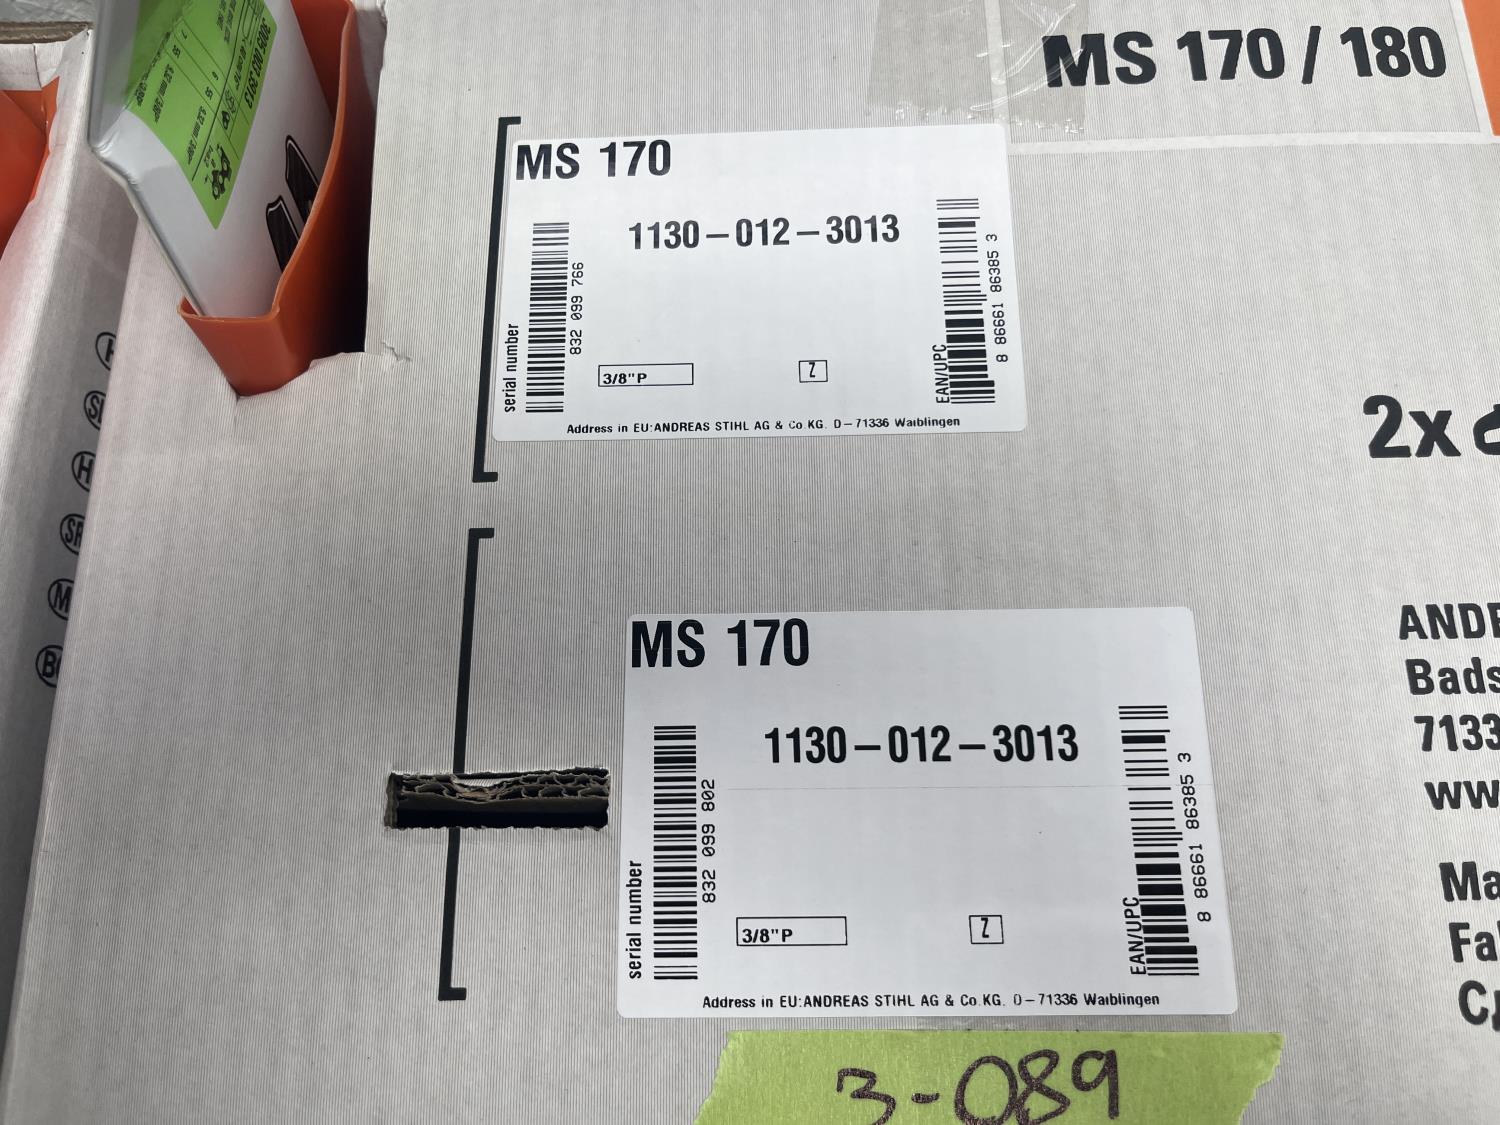 MS 170 / 180
3005 003 3613
MS 170
1130-012-3013
serial number
832 099 766
3/8"P
Z
EAN/UPC
8 86661 86385 3
Address in EU:ANDREAS STIHL AG & Co.KG. D-71336 Waiblingen
2x
MS 170
1130-012-3013
serial number
832 099 802
3/8"P
Z
EAN/UPC
8 86661 86385 3
Address in EU:ANDREAS STIHL AG & Co.KG. D-71336 Waiblingen
3-089